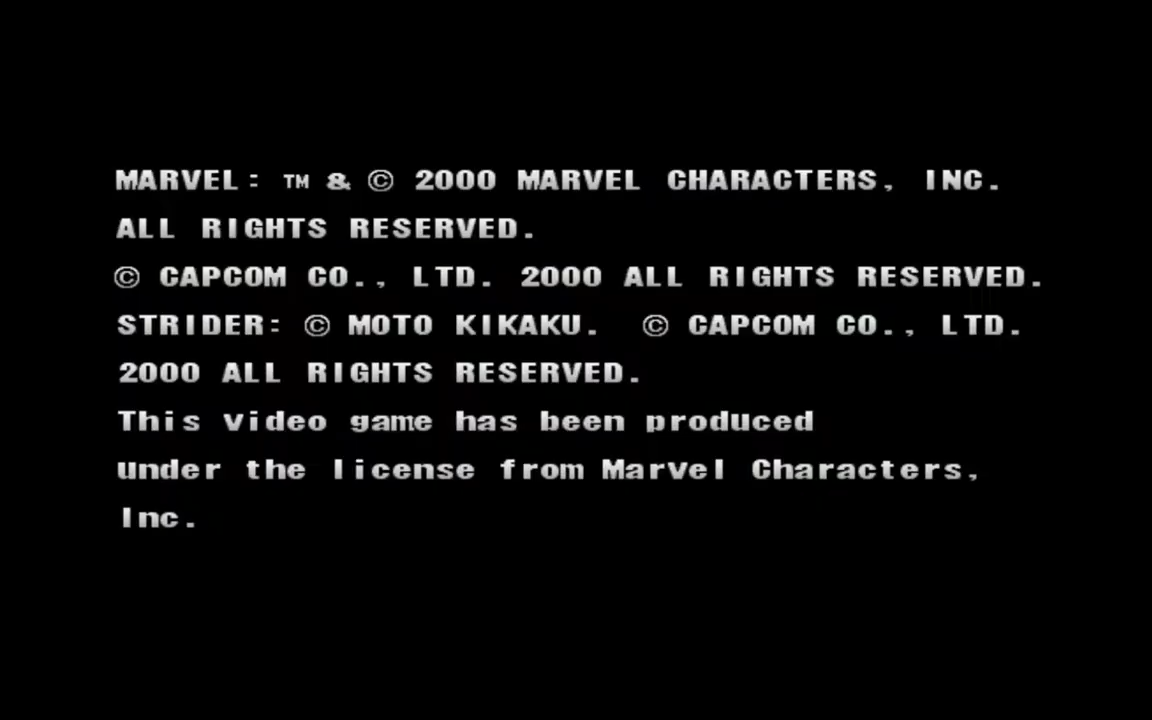 MARVEL: ™ & © 2000 MARVEL CHARACTERS, INC.
ALL RIGHTS RESERVED.
© CAPCOM CO., LTD. 2000 ALL RIGHTS RESERVED.
STRIDER: © MOTO KIKAKU. © CAPCOM CO., LTD.
2000 ALL RIGHTS RESERVED.
This video game has been produced
under the license from Marvel Characters,
Inc.